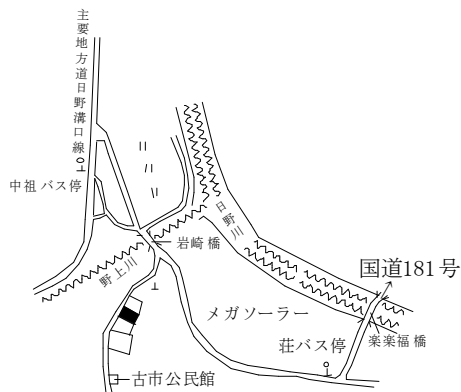 主要地方道日野溝口線
中祖バス停
日野川
岩崎橋
野上川
国道181号
メガソーラー
荘バス停
楽楽福橋
古市公民館